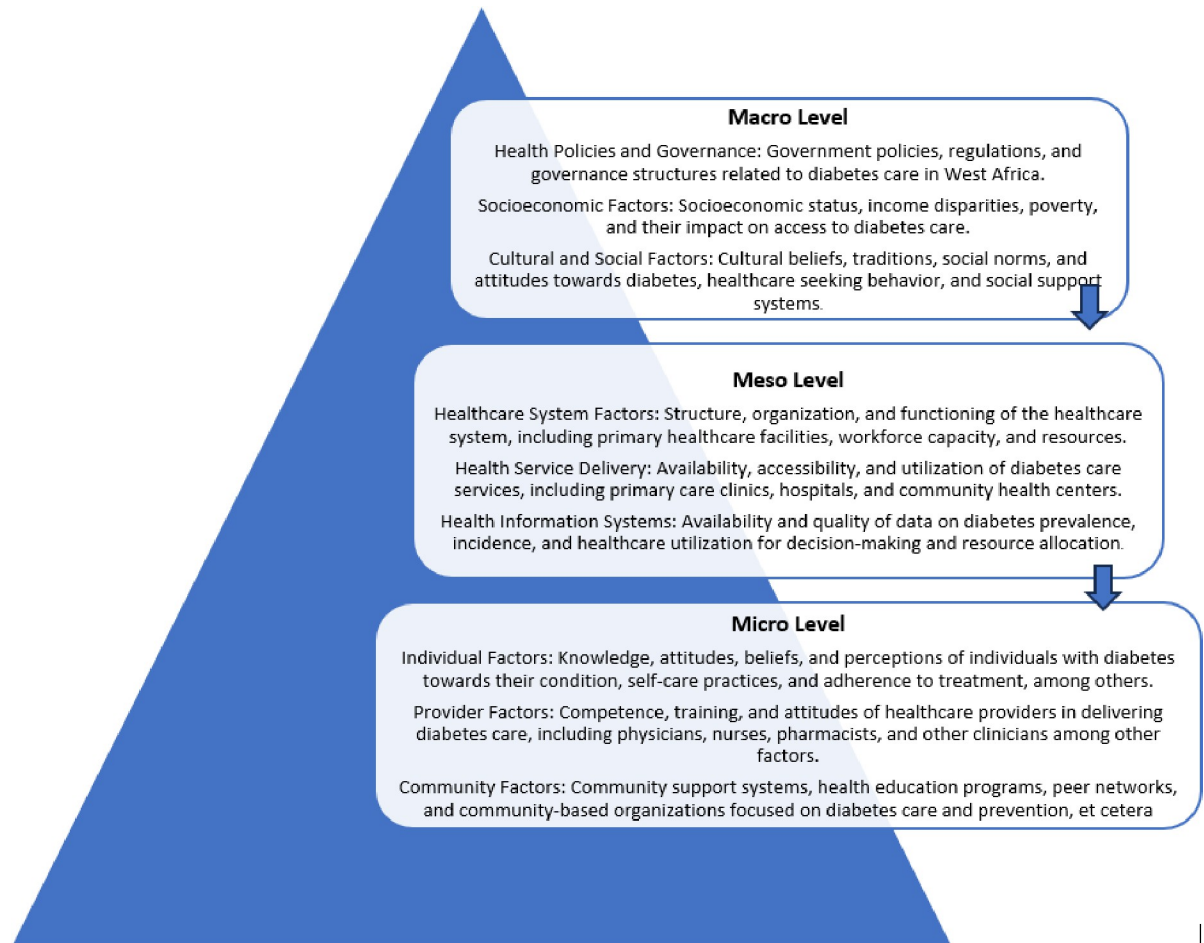 Macro Level
Health Policies and Governance: Government policies, regulations, and
governance structures related to diabetes care in West Africa.
Socioeconomic Factors: Socioeconomic status, income disparities, poverty,
and their impact on access to diabetes care.
Cultural and Social Factors: Cultural beliefs, traditions, social norms, and
attitudes towards diabetes, healthcare seeking behavior, and social support
systems.
Meso Level
Healthcare System Factors: Structure, organization, and functioning of the healthcare
system, including primary healthcare facilities, workforce capacity, and resources.
Health Service Delivery: Availability, accessibility, and utilization of diabetes care
services, including primary care clinics, hospitals, and community health centers.
Health Information Systems: Availability and quality of data on diabetes prevalence,
incidence, and healthcare utilization for decision-making and resource allocation.
Micro Level
Individual Factors: Knowledge, attitudes, beliefs, and perceptions of individuals with diabetes
towards their condition, self-care practices, and adherence to treatment, among others.
Provider Factors: Competence, training, and attitudes of healthcare providers in delivering
diabetes care, including physicians, nurses, pharmacists, and other clinicians among other
factors.
Community Factors: Community support systems, health education programs, peer networks,
and community-based organizations focused on diabetes care and prevention, et cetera